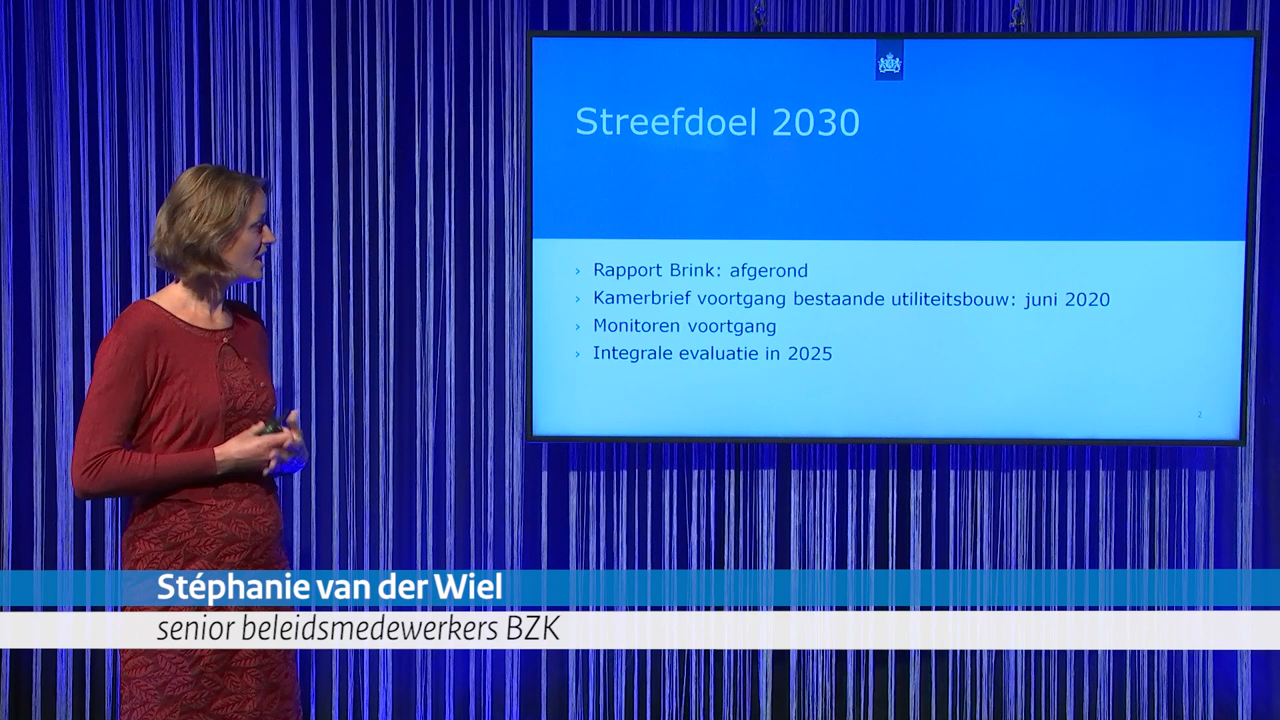 Streefdoel 2030
› Rapport Brink: afgerond
› Kamerbrief voortgang bestaande utiliteitsbouw: juni 2020
› Monitoren voortgang
› Integrale evaluatie in 2025
2
Stéphanie van der Wiel
senior beleidsmedewerkers BZK